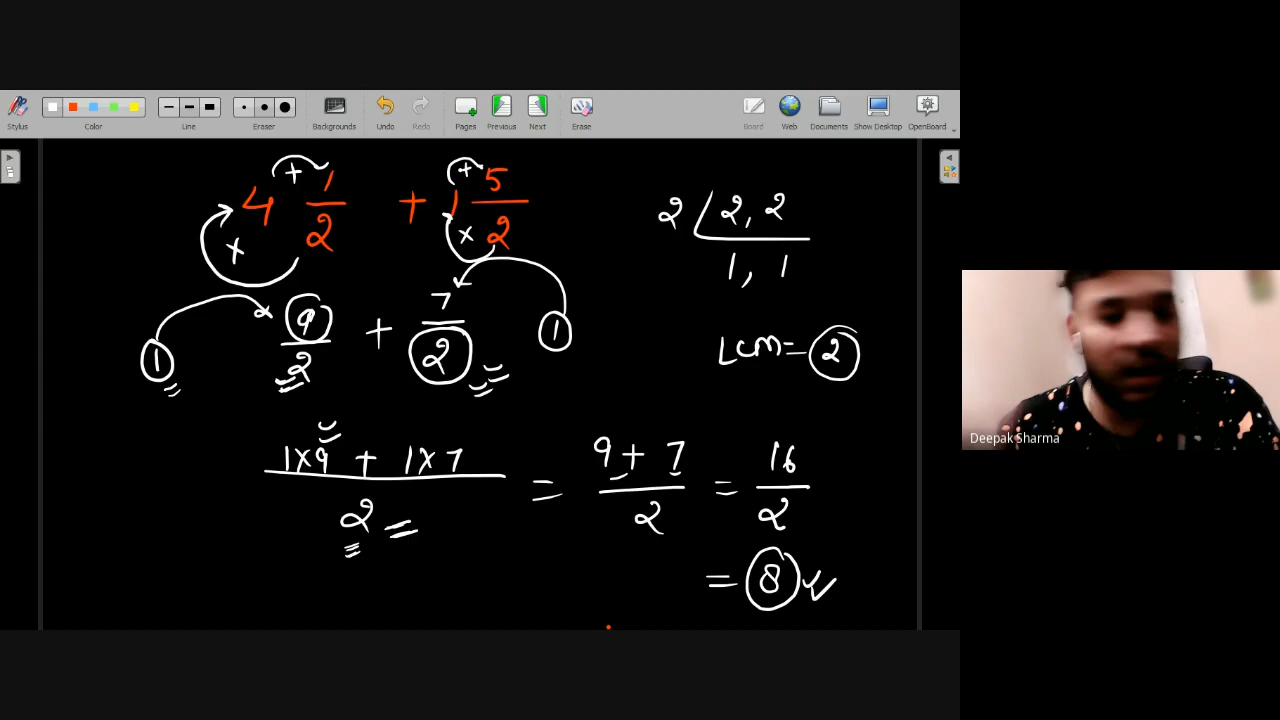 Stylus Color Line Eraser Backgrounds Undo Redo Pages Previous Next Erase Board Web Documents Show Desktop OpenBoard
4 1/2 + 1 5/2
+ +
× ×
2 / 2, 2
1, 1
1 9/2 + 7/2 1
LCM = 2
1×9 + 1×7 / 2 = 9+7 / 2 = 16/2
= 8
Deepak Sharma